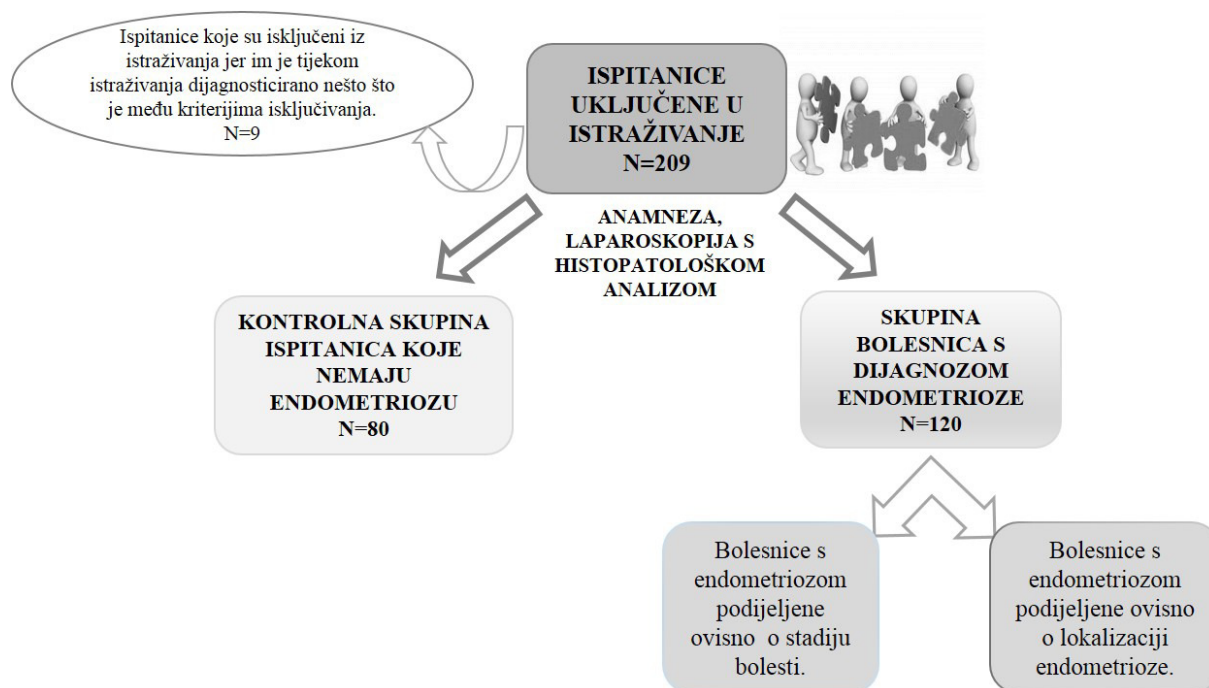 Ispitanice koje su isključeni iz
istraživanja jer im je tijekom
istraživanja dijagnosticirano nešto što
je među kriterijima isključivanja.
N=9
ISPITANICE
UKLJUČENE U
ISTRAŽIVANJE
N=209
ANAMNEZA,
LAPAROSKOPIJA S
HISTOPATOLOŠKOM
ANALIZOM
KONTROLNA SKUPINA
ISPITANICA KOJE
NEMAJU
ENDOMETRIOZU
N=80
SKUPINA
BOLESNICA S
DIJAGNOZOM
ENDOMETRIOZE
N=120
Bolesnice s
endometriozom
podijeljene
ovisno o stadiju
bolesti.
Bolesnice s
endometriozom
podijeljene ovisno
o lokalizaciji
endometrioze.